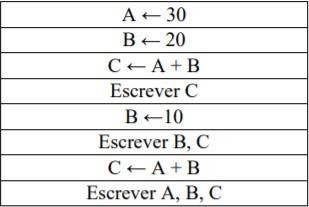 A ← 30
B ← 20
C ← A + B
Escrever C
B ←10
Escrever B, C
C ← A + B
Escrever A, B, C